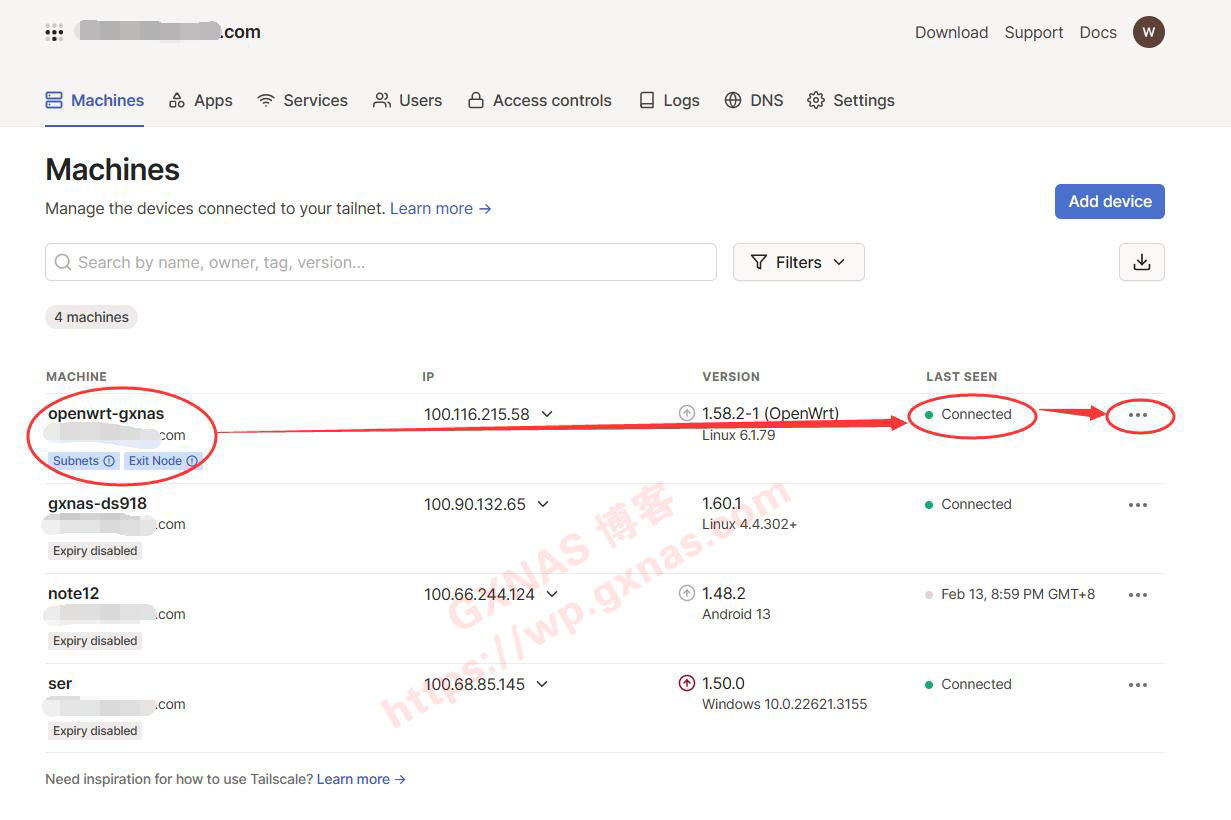 .com
Download Support Docs W
Machines Apps Services Users Access controls Logs DNS Settings
Machines
Manage the devices connected to your tailnet. Learn more →
Add device
Search by name, owner, tag, version...
Filters
4 machines
MACHINE IP VERSION LAST SEEN
openwrt-gxnas 100.116.215.58 1.58.2-1 (OpenWrt) Connected
.com Linux 6.1.79
Subnets Exit Node
gxnas-ds918 100.90.132.65 1.60.1 Connected
.com Linux 4.4.302+
Expiry disabled
note12 100.66.244.124 1.48.2 Feb 13, 8:59 PM GMT+8
.com Android 13
Expiry disabled
ser 100.68.85.145 1.50.0 Connected
.com Windows 10.0.22621.3155
Expiry disabled
GXNAS 博客
https://wp.gxnas.com
Need inspiration for how to use Tailscale? Learn more →